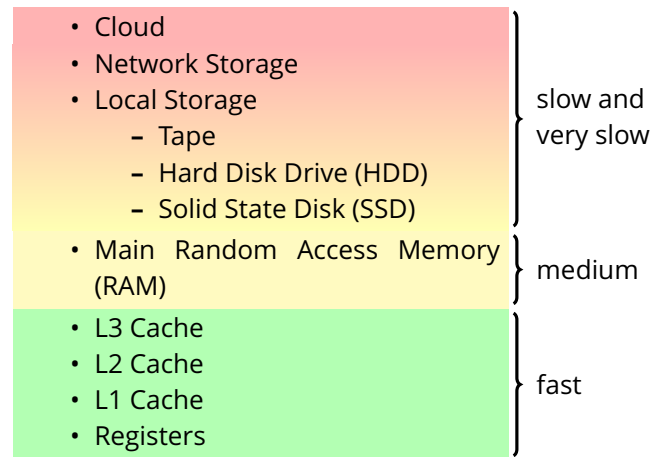 • Cloud
• Network Storage
• Local Storage
– Tape
– Hard Disk Drive (HDD)
– Solid State Disk (SSD)
slow and
very slow
• Main Random Access Memory
(RAM)
medium
• L3 Cache
• L2 Cache
• L1 Cache
• Registers
fast